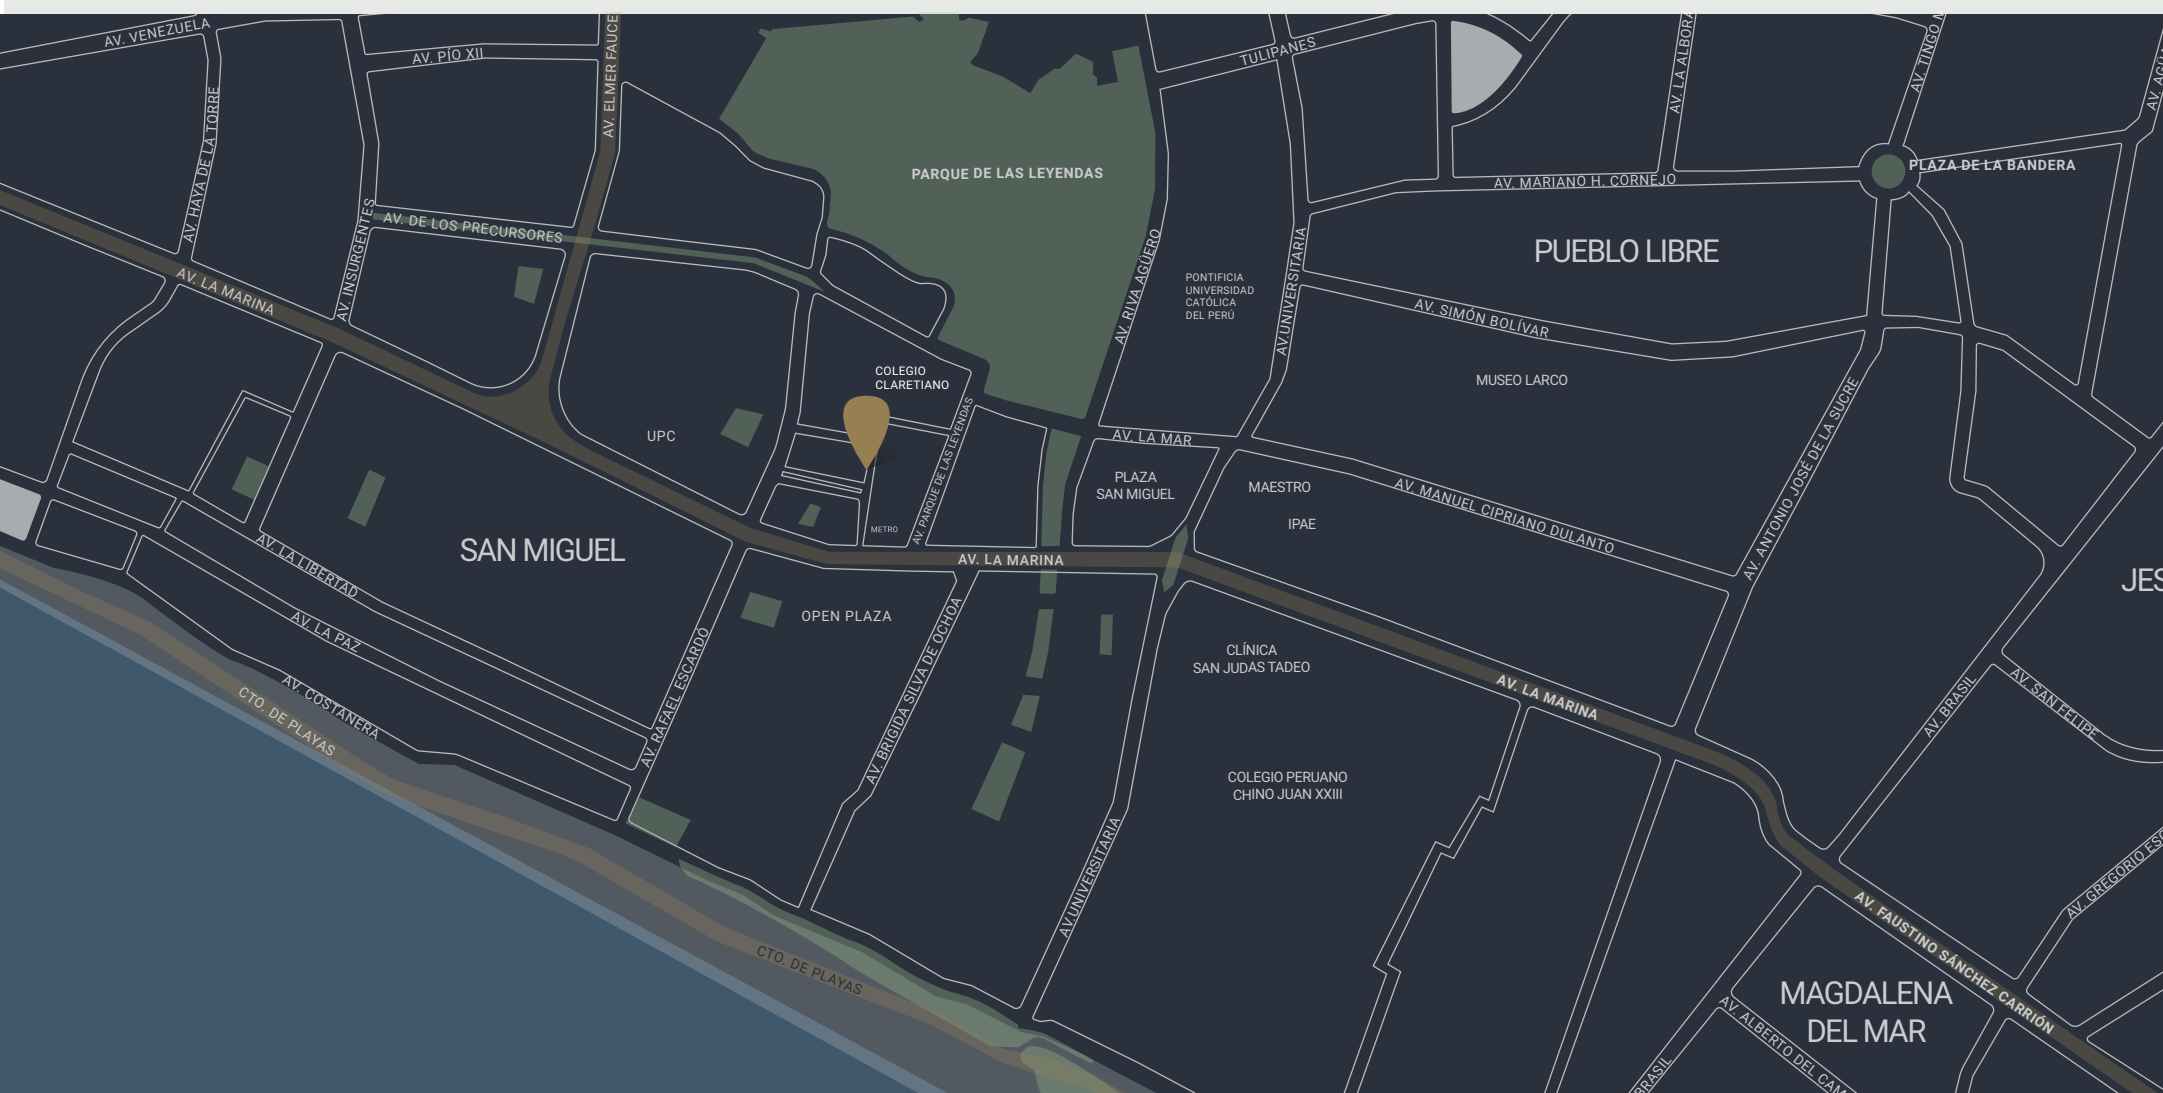 AV. VENEZUELA
AV. PÍO XII
AV. ELMER FAUCE
TULIPANES
AV. LA ALBORA
AV. TINGO M
AV. HAYA DE LA TORRE
PARQUE DE LAS LEYENDAS
PLAZA DE LA BANDERA
AV. MARIANO H. CORNEJO
AV. INSURGENTES
AV. DE LOS PRECURSORES
AV. RIVA AGÜERO
AV.UNIVERSITARIA
PUEBLO LIBRE
AV. LA MARINA
PONTIFICIA
UNIVERSIDAD
CATÓLICA
DEL PERÚ
AV. SIMÓN BOLÍVAR
COLEGIO
CLARETIANO
MUSEO LARCO
UPC
AV. PARQUE DE LAS LEYENDAS
AV. LA MAR
AV. ANTONIO JOSÉ DE LA SUCRE
PLAZA
SAN MIGUEL
MAESTRO
AV. MANUEL CIPRIANO DULANTO
IPAE
METRO
SAN MIGUEL
AV. LA LIBERTAD
AV. LA MARINA
JES
OPEN PLAZA
AV. LA PAZ
AV. RAFAEL ESCARDÓ
AV. BRIGIDA SILVA DE OCHOA
CLÍNICA
SAN JUDAS TADEO
AV. COSTANERA
CTO. DE PLAYAS
AV. LA MARINA
AV. BRASIL
AV. SAN FELIPE
COLEGIO PERUANO
CHINO JUAN XXIII
AV.UNIVERSITARIA
AV. GREGORIO ESC
AV. FAUSTINO SÁNCHEZ CARRIÓN
CTO. DE PLAYAS
MAGDALENA
DEL MAR
AV. ALBERTO DEL CAM
BRASIL